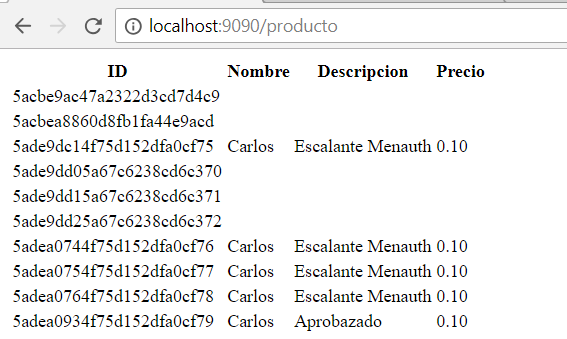 localhost:9090/producto
ID Nombre Descripcion Precio
5acbe9ac47a2322d3cd7d4c9
5acbea8860d8fb1fa44e9acd
5ade9dc14f75d152dfa0cf75 Carlos Escalante Menauth 0.10
5ade9dd05a67c6238cd6c370
5ade9dd15a67c6238cd6c371
5ade9dd25a67c6238cd6c372
5adea0744f75d152dfa0cf76 Carlos Escalante Menauth 0.10
5adea0754f75d152dfa0cf77 Carlos Escalante Menauth 0.10
5adea0764f75d152dfa0cf78 Carlos Escalante Menauth 0.10
5adea0934f75d152dfa0cf79 Carlos Aprobazado 0.10